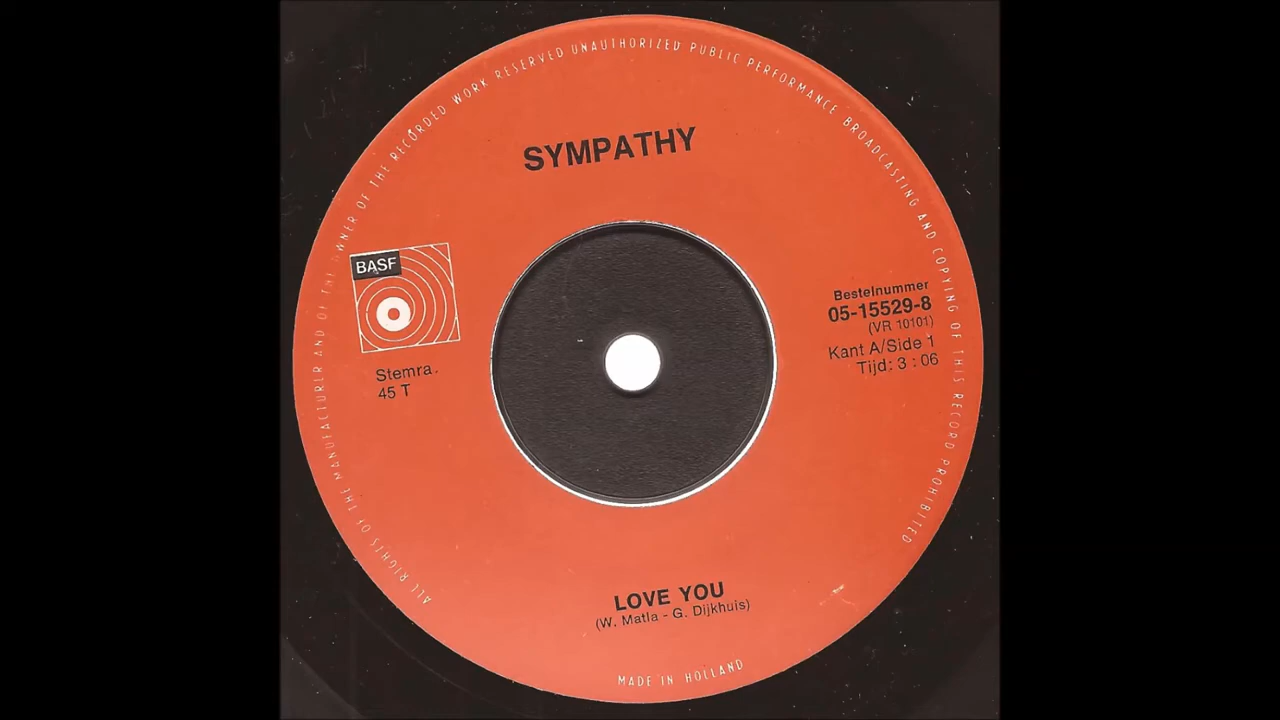 ALL RIGHTS OF THE MANUFACTURER AND OF THE OWNER OF THE RECORDED WORK RESERVED UNAUTHORIZED PUBLIC PERFORMANCE BROADCASTING AND COPYING OF THIS RECORD PROHIBITED
SYMPATHY
BASF
Stemra.
45 T
Bestelnummer
05-15529-8
(VR 10101)
Kant A/Side 1
Tijd: 3 : 06
LOVE YOU
(W. Matla - G. Dijkhuis)
MADE IN HOLLAND